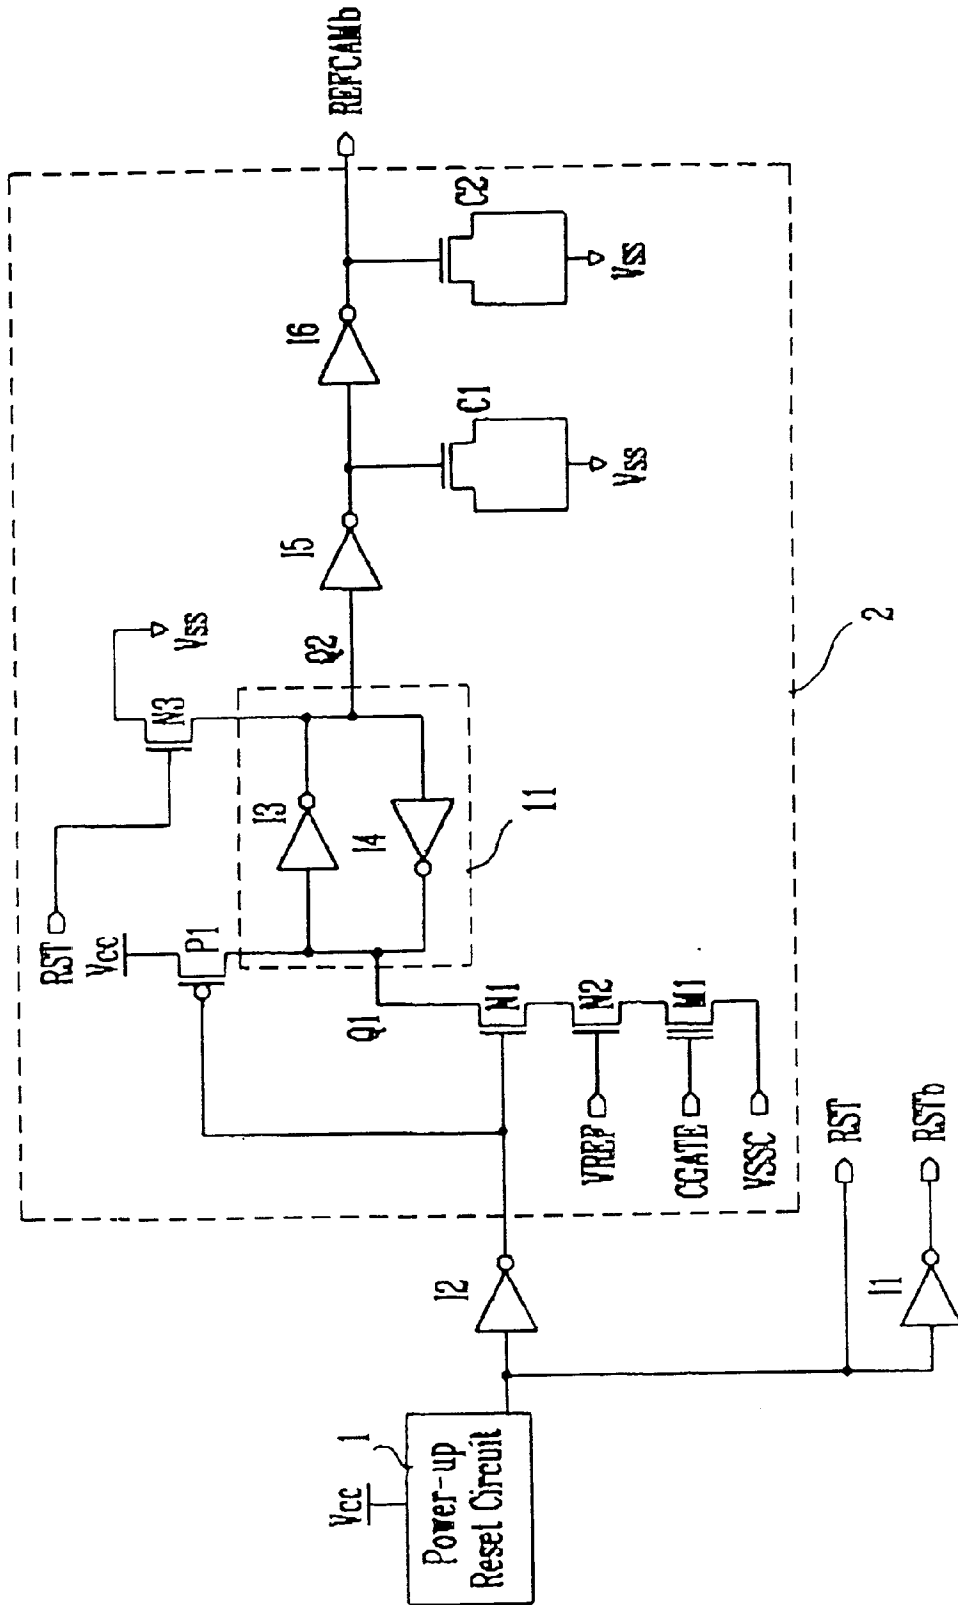 Vcc
1
Power-up
Reset Circuit
I2
I1
RST
RSTb
RST
Vcc
P1
Q1
N1
VREF
N2
CGATE
M1
VSSC
I3
I4
11
N3
Vss
Q2
I5
C1
Vss
I6
C2
Vss
REFCAMb
2